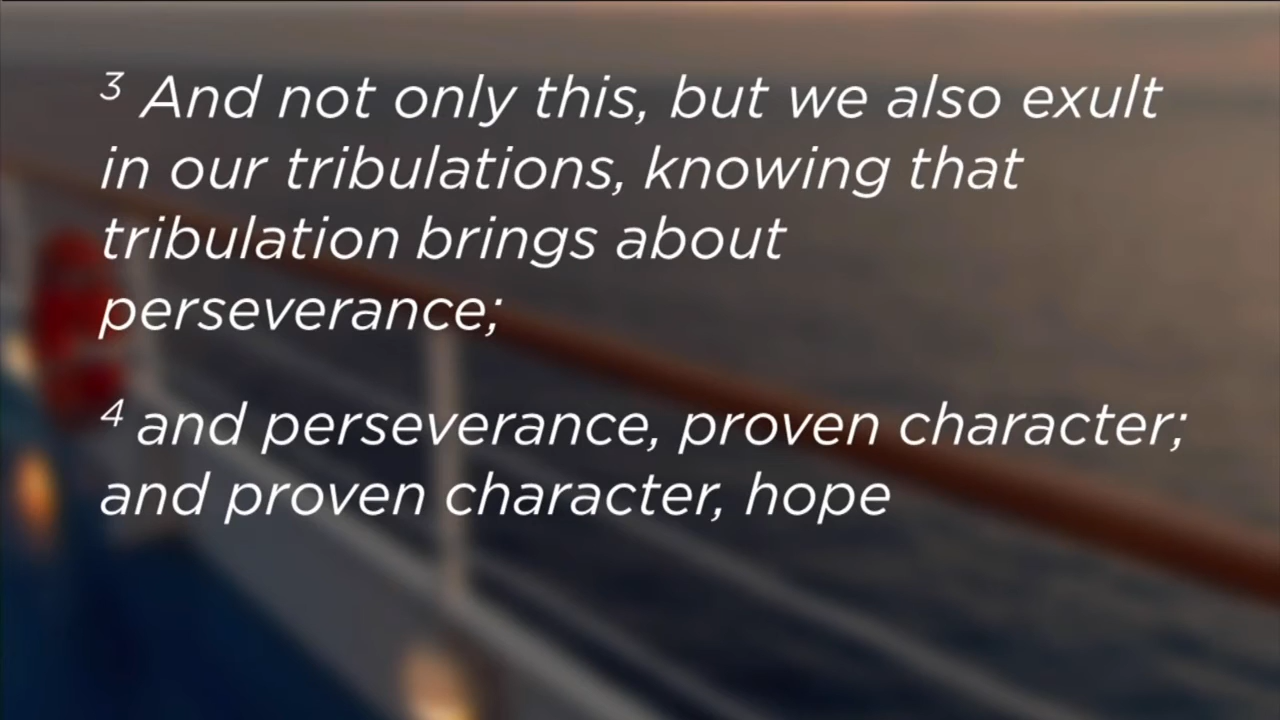 3 And not only this, but we also exult
in our tribulations, knowing that
tribulation brings about
perseverance;
4 and perseverance, proven character;
and proven character, hope